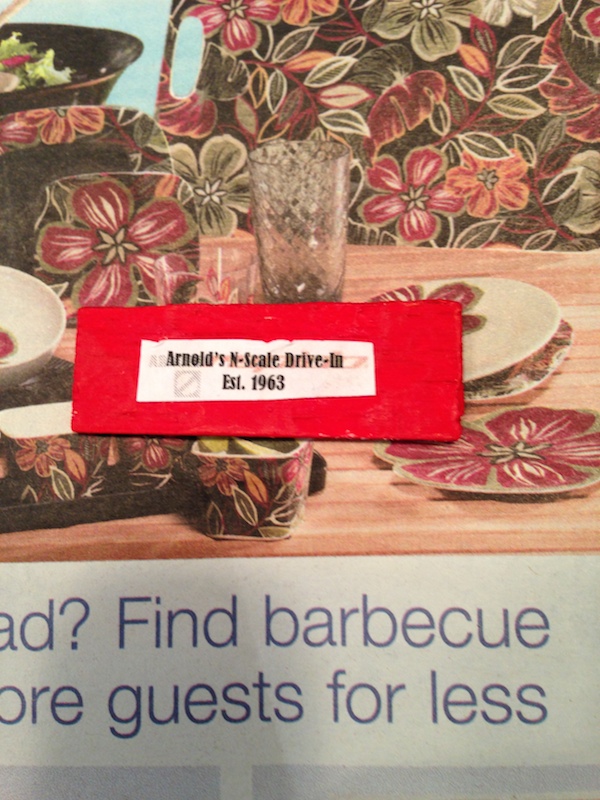 Arnold's N-Scale Drive-In
Est. 1963
ad? Find barbecue
ore guests for less